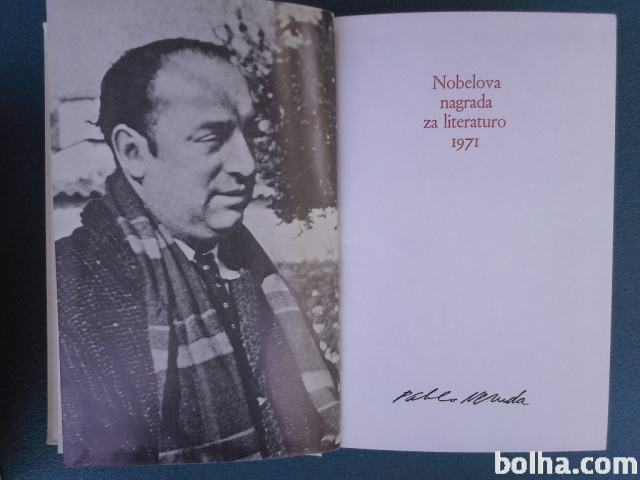 Nobelova
nagrada
za literaturo
1971
Pablo Neruda
bolha.com